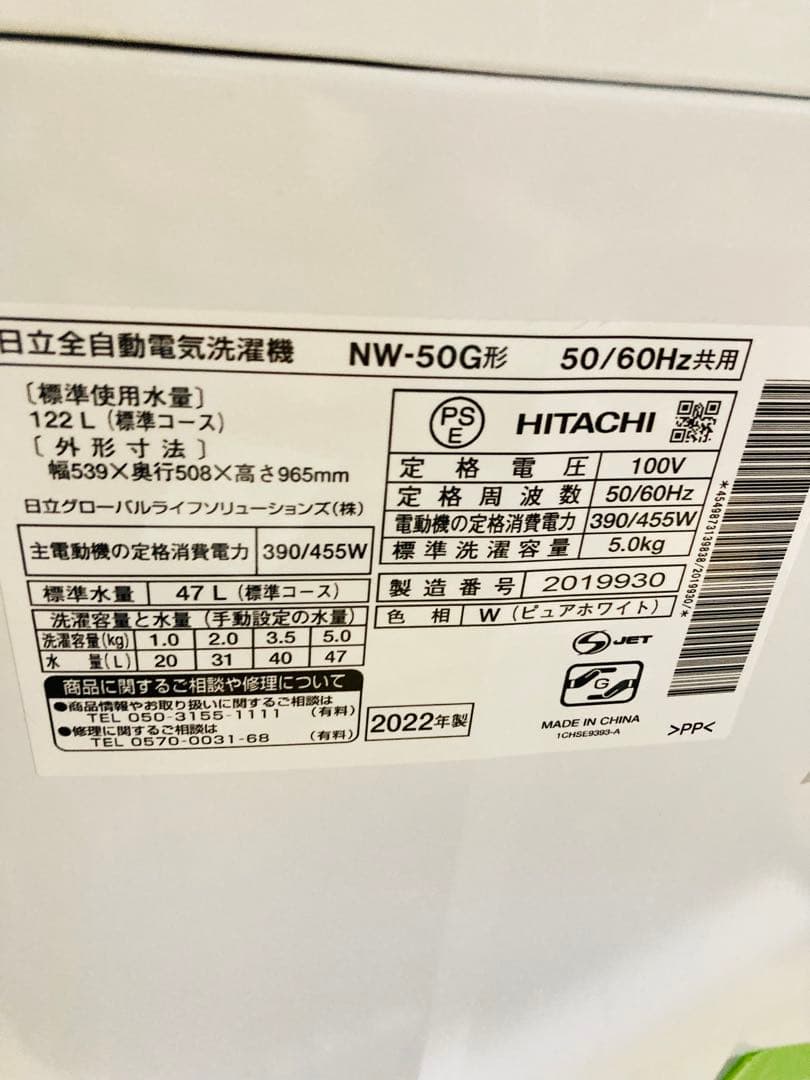 日立全自動電気洗濯機 NW-50G形 50/60Hz共用
〔標準使用水量〕
122 L (標準コース)
〔外形寸法〕
幅539×奥行508×高さ965mm
日立グローバルライフソリューションズ(株)
主電動機の定格消費電力 390/455W
標準水量 47 L (標準コース)
洗濯容量と水量 (手動設定の水量)
洗濯容量(kg) 1.0 2.0 3.5 5.0
水量(L) 20 31 40 47
商品に関するご相談や修理について
●商品情報やお取り扱いに関するご相談は
TEL 050-3155-1111 (有料)
●修理に関するご相談は
TEL 0570-0031-68 (有料)
2022年製
PS
E
HITACHI
定格電圧 100V
定格周波数 50/60Hz
電動機の定格消費電力 390/455W
標準洗濯容量 5.0kg
製造番号 2019930
色相 W (ピュアホワイト)
S JET
G
MADE IN CHINA
1CHSE9393-A
>PP<
*4549873139838/2019930/*